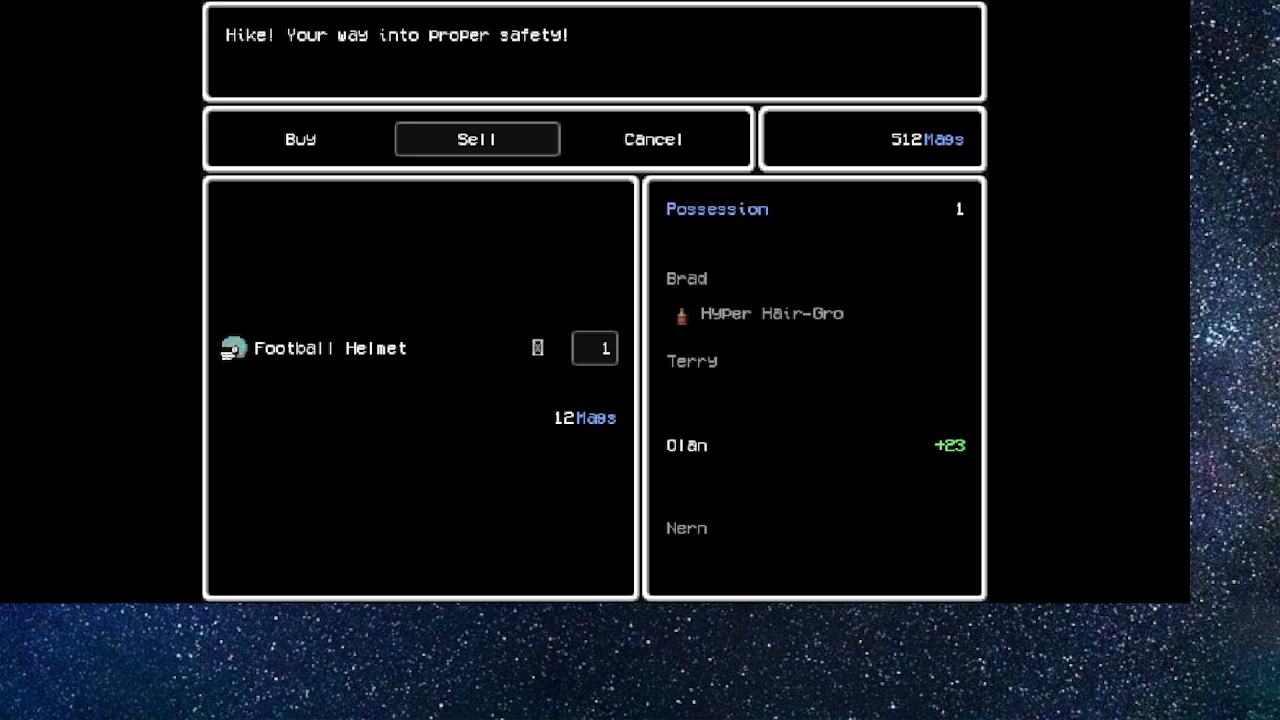 Hike! Your way into proper safety!
Buy Sell Cancel 512Mags
Possession 1
Brad
Hyper Hair-Gro
Football Helmet 1
Terry
12Mags
Olan +23
Nern